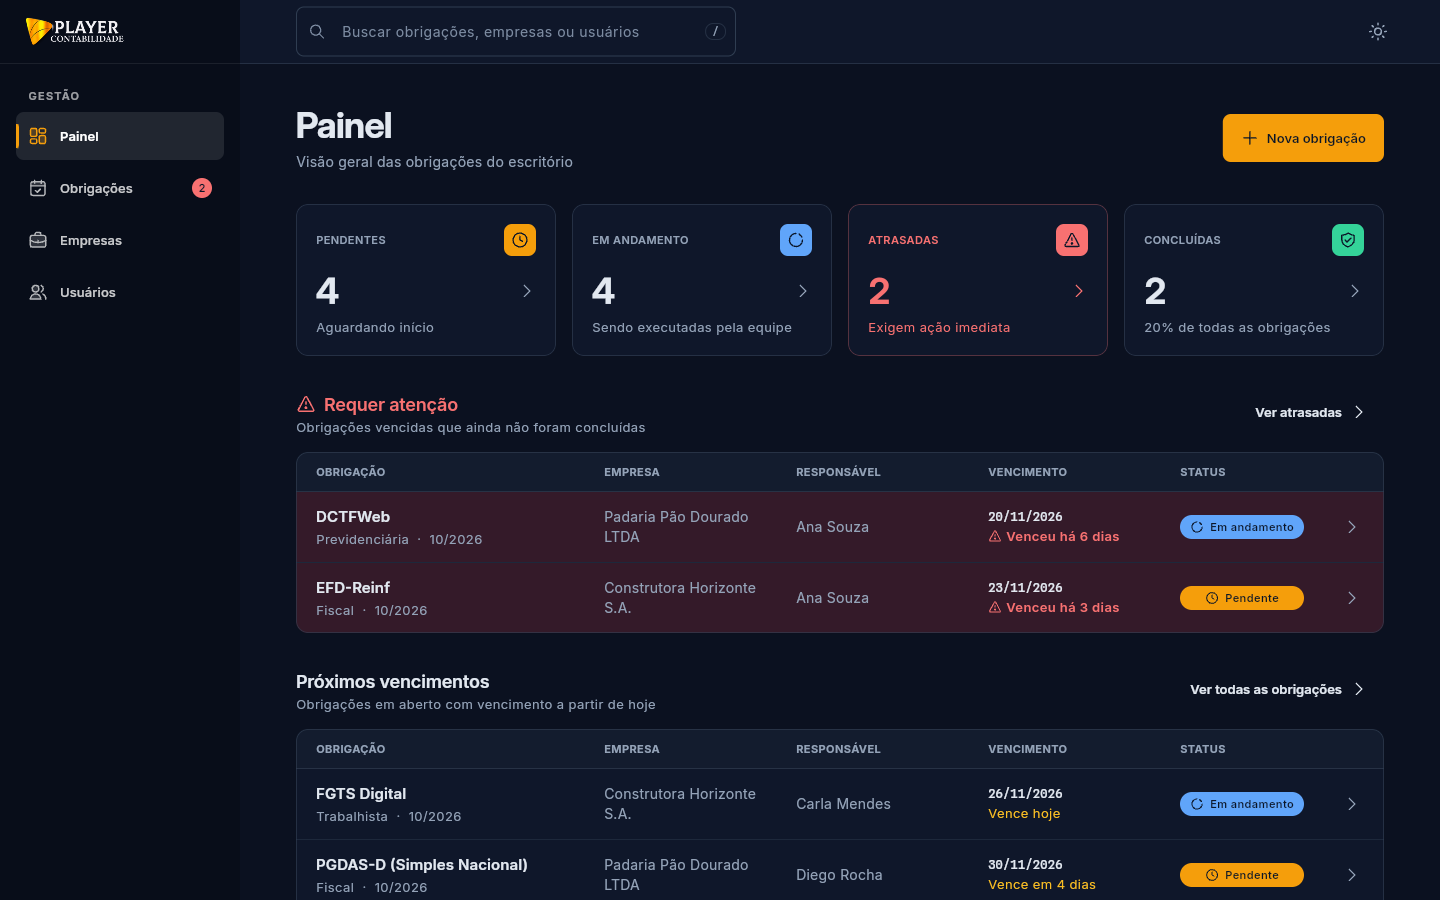 PLAYER
CONTABILIDADE
Buscar obrigações, empresas ou usuários
/
GESTÃO
Painel
Obrigações
2
Empresas
Usuários
Painel
Visão geral das obrigações do escritório
Nova obrigação
PENDENTES
4
Aguardando início
EM ANDAMENTO
4
Sendo executadas pela equipe
ATRASADAS
2
Exigem ação imediata
CONCLUÍDAS
2
20% de todas as obrigações
Requer atenção
Obrigações vencidas que ainda não foram concluídas
Ver atrasadas
OBRIGAÇÃO EMPRESA RESPONSÁVEL VENCIMENTO STATUS
DCTFWeb
Previdenciária · 10/2026
Padaria Pão Dourado
LTDA
Ana Souza
20/11/2026
Venceu há 6 dias
Em andamento
EFD-Reinf
Fiscal · 10/2026
Construtora Horizonte
S.A.
Ana Souza
23/11/2026
Venceu há 3 dias
Pendente
Próximos vencimentos
Obrigações em aberto com vencimento a partir de hoje
Ver todas as obrigações
OBRIGAÇÃO EMPRESA RESPONSÁVEL VENCIMENTO STATUS
FGTS Digital
Trabalhista · 10/2026
Construtora Horizonte
S.A.
Carla Mendes
26/11/2026
Vence hoje
Em andamento
PGDAS-D (Simples Nacional)
Fiscal · 10/2026
Padaria Pão Dourado
LTDA
Diego Rocha
30/11/2026
Vence em 4 dias
Pendente